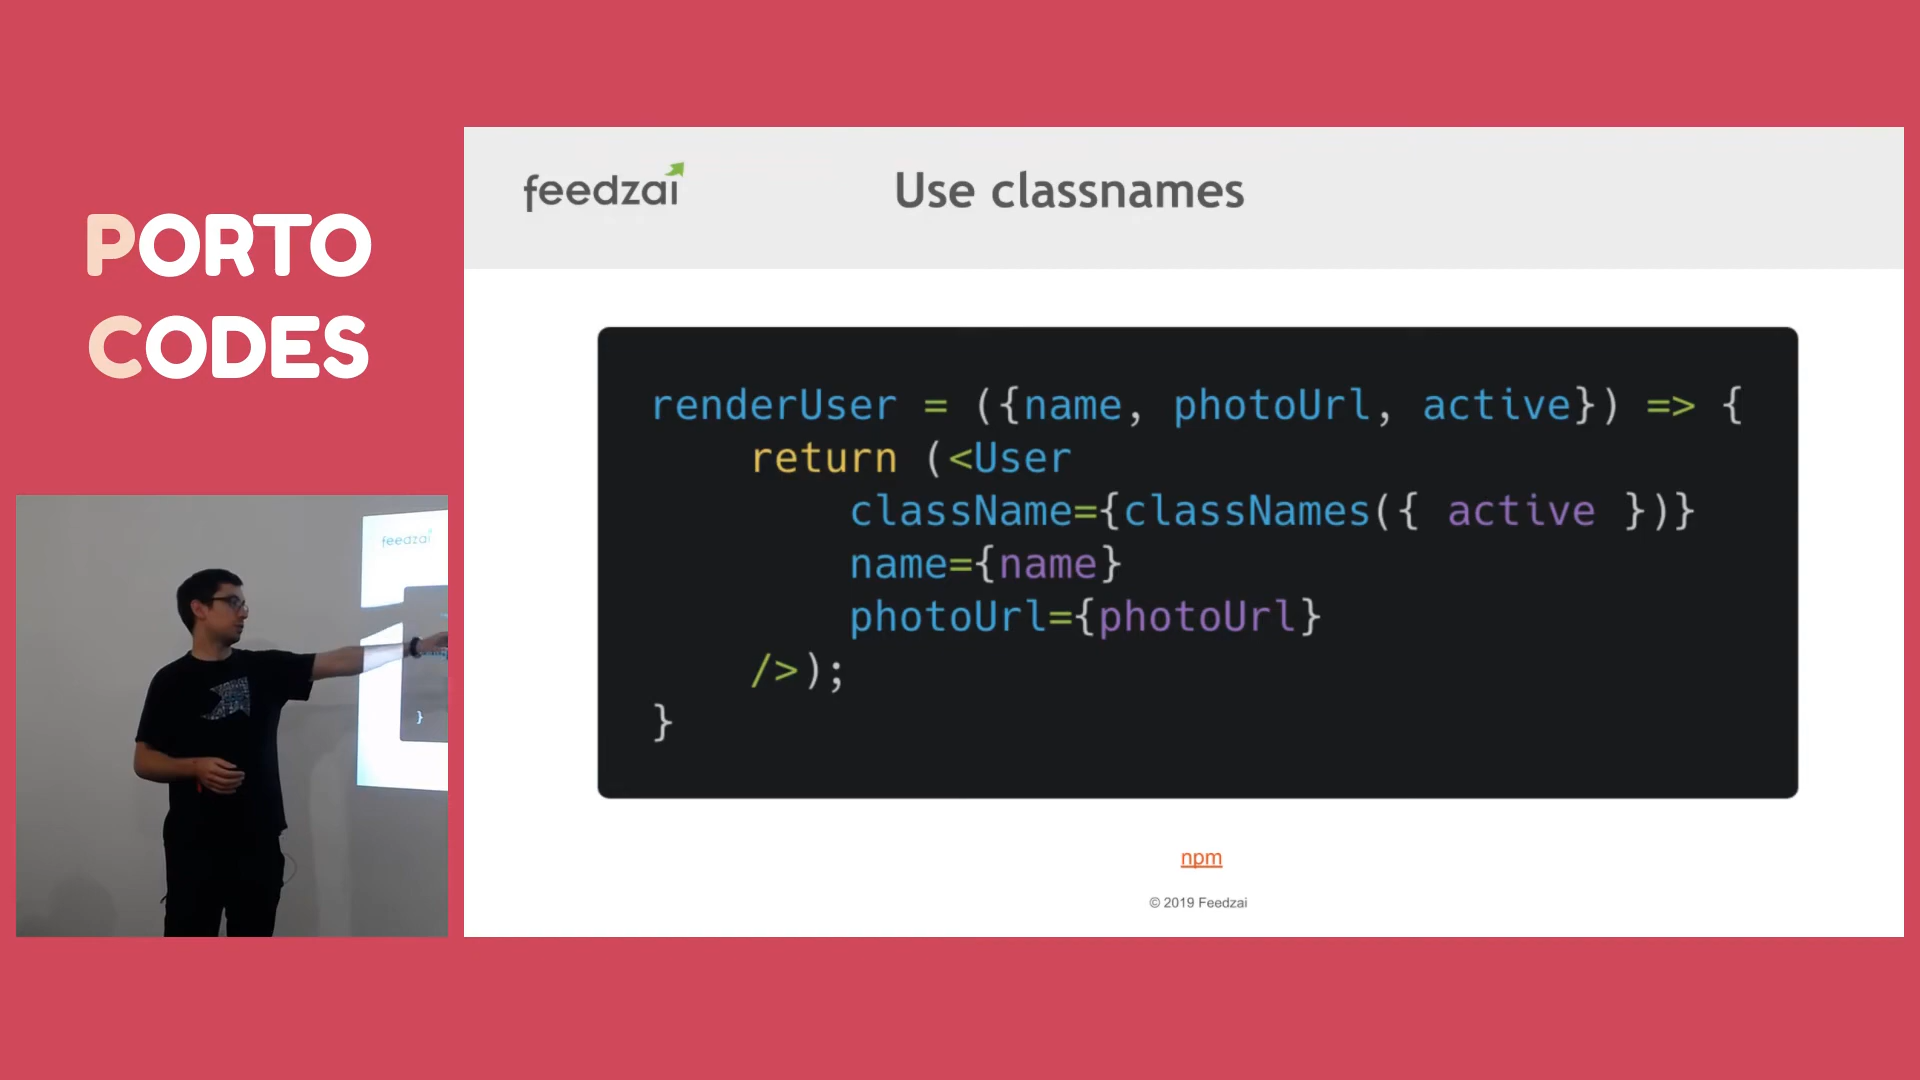 PORTO
CODES
feedzai
Use classnames
renderUser = ({name, photoUrl, active}) => {
return (<User
className={classNames({ active })}
name={name}
photoUrl={photoUrl}
/>);
}
npm
© 2019 Feedzai
feedzai
}